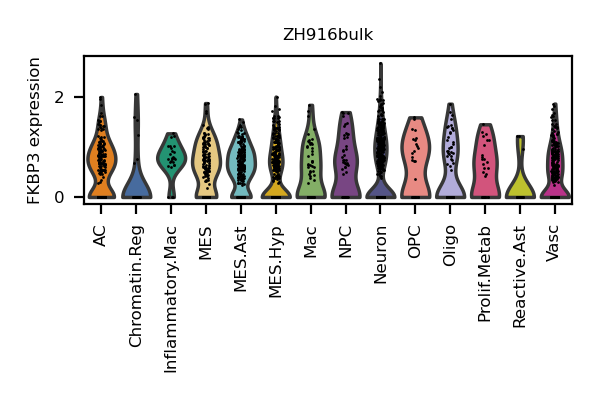 ZH916bulk
FKBP3 expression
2
0
AC
Chromatin.Reg
Inflammatory.Mac
MES
MES.Ast
MES.Hyp
Mac
NPC
Neuron
OPC
Oligo
Prolif.Metab
Reactive.Ast
Vasc